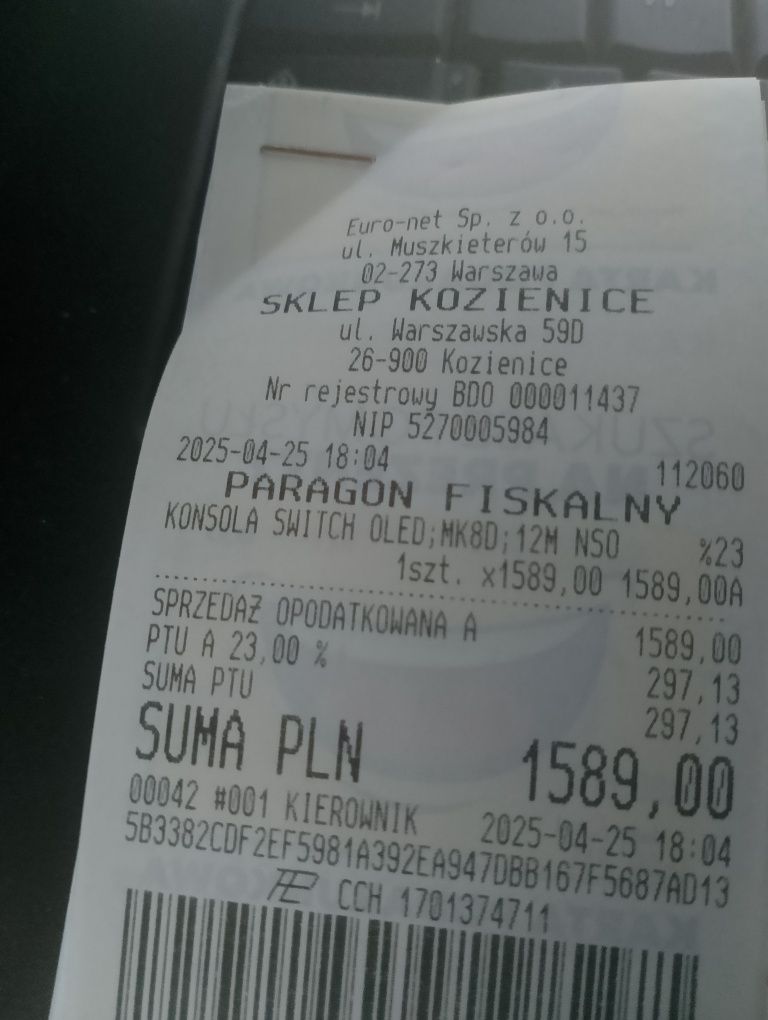 Euro-net Sp. z o.o.
ul. Muszkieterów 15
02-273 Warszawa
SKLEP KOZIENICE
ul. Warszawska 59D
26-900 Kozienice
Nr rejestrowy BDO 000011437
NIP 5270005984
2025-04-25 18:04 112060
PARAGON FISKALNY
KONSOLA SWITCH OLED;MK8D;12M NSO %23
1szt. x1589,00 1589,00A
SPRZEDAŻ OPODATKOWANA A 1589,00
PTU A 23,00 % 297,13
SUMA PTU 297,13
SUMA PLN 1589,00
00042 #001 KIEROWNIK 2025-04-25 18:04
5B3382CDF2EF5981A392EA947DBB167F5687AD13
CCH 1701374711